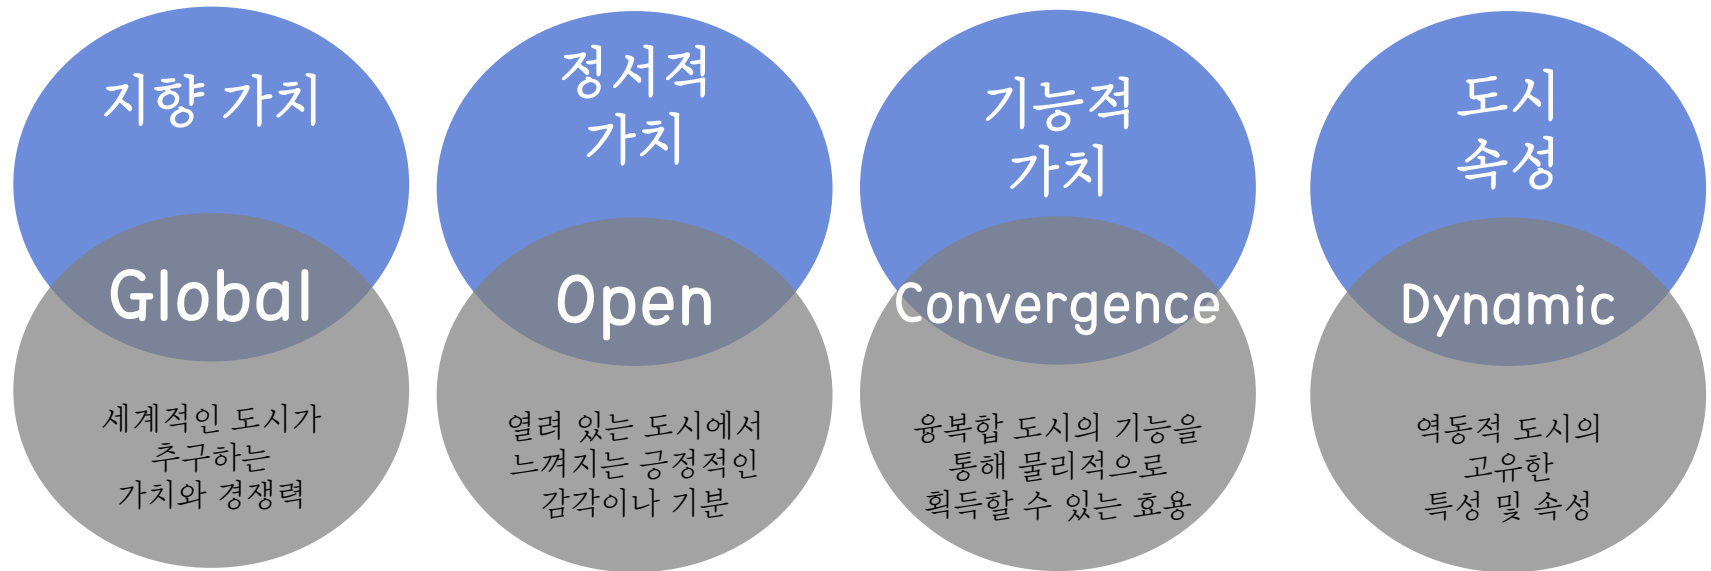 지향 가치
Global
세계적인 도시가
추구하는
가치와 경쟁력
정서적
가치
Open
열려 있는 도시에서
느껴지는 긍정적인
감각이나 기분
기능적
가치
Convergence
융복합 도시의 기능을
통해 물리적으로
획득할 수 있는 효용
도시
속성
Dynamic
역동적 도시의
고유한
특성 및 속성